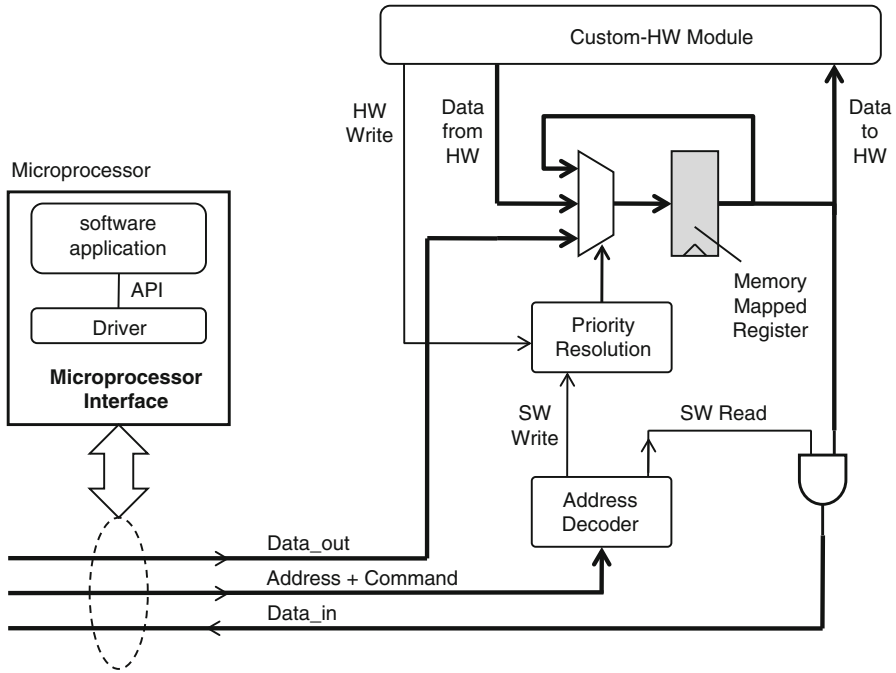 Custom-HW Module
HW
Write
Data
from
HW
Data
to
HW
Microprocessor
software
application
API
Driver
Microprocessor
Interface
Memory
Mapped
Register
Priority
Resolution
SW
Write
SW Read
Address
Decoder
Data_out
Address + Command
Data_in